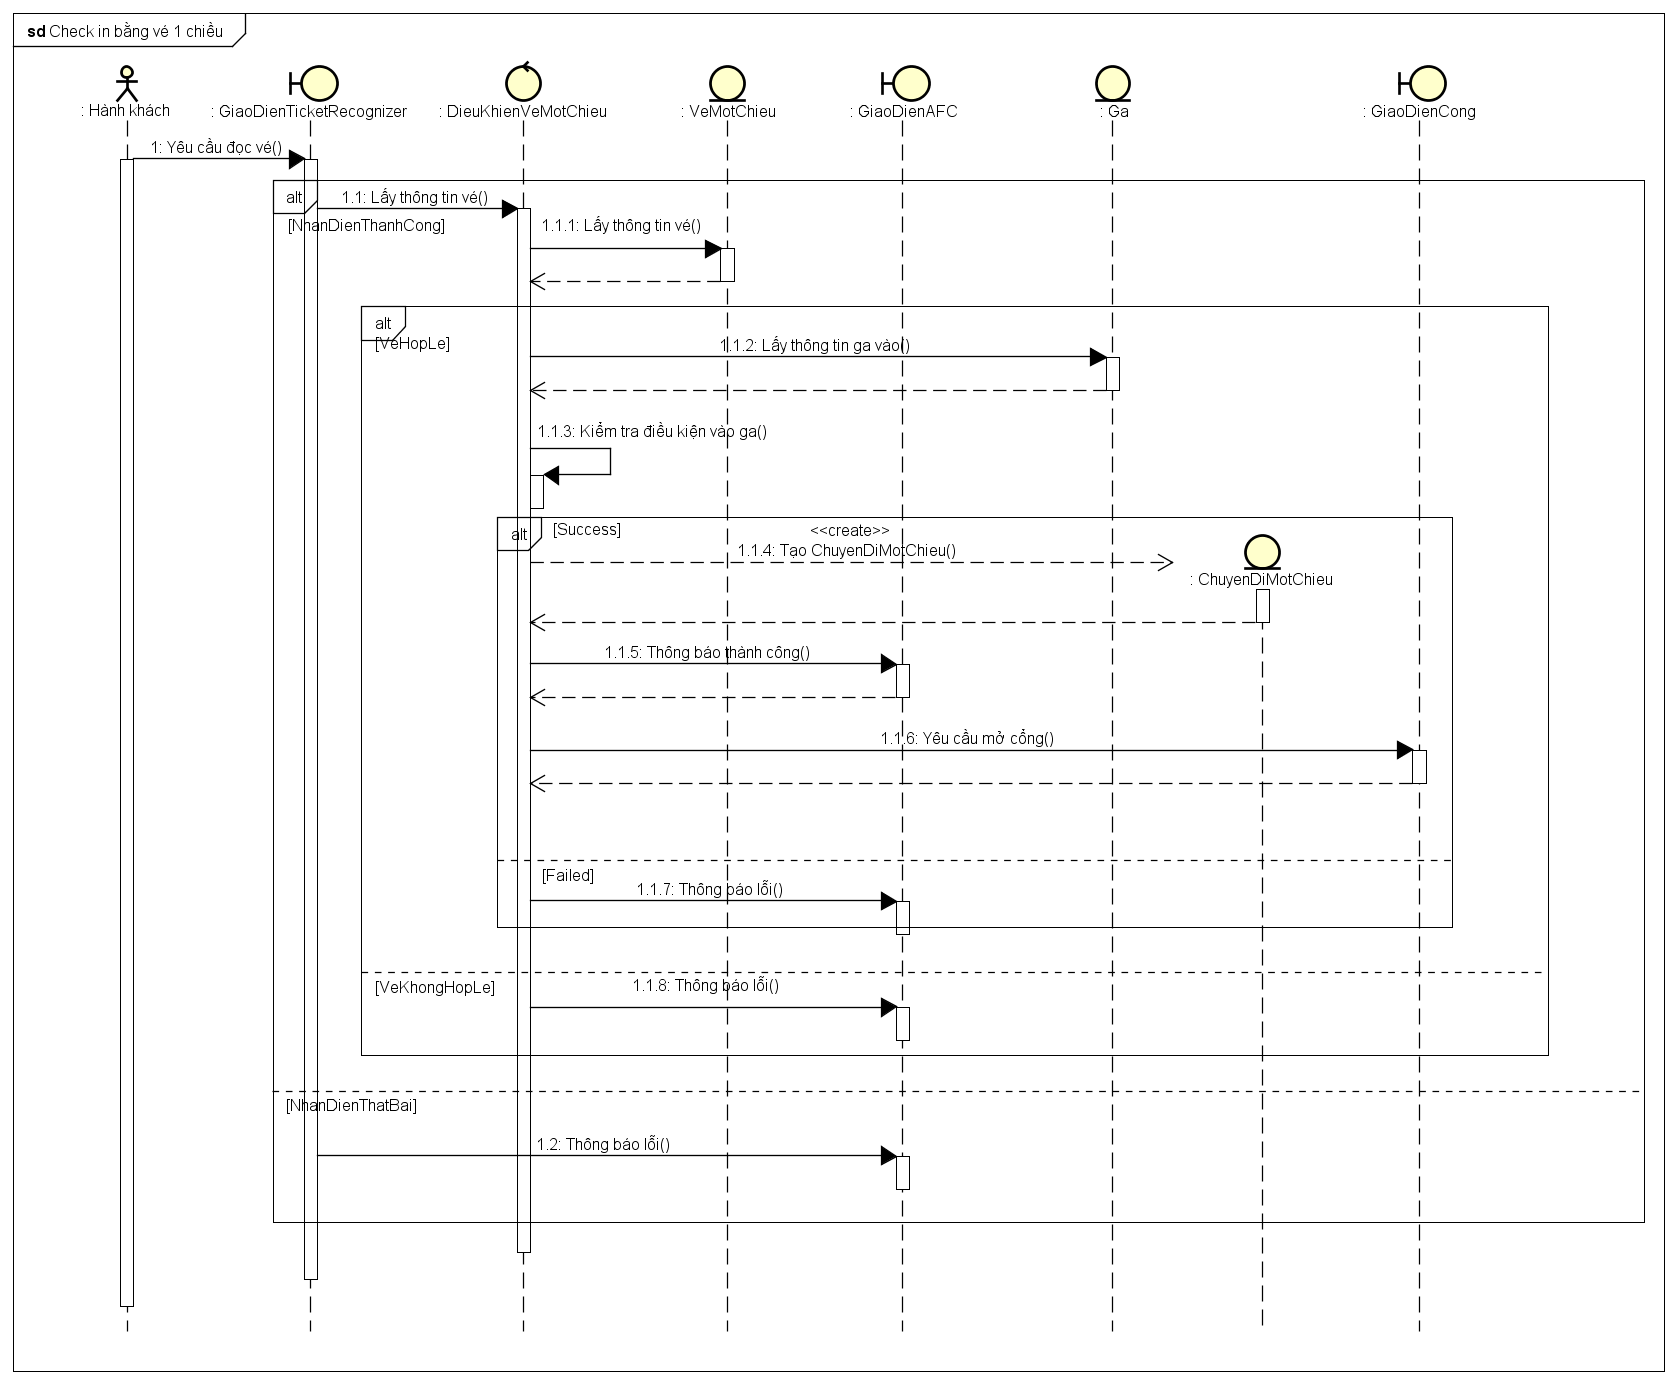 sd Check in bằng vé 1 chiều
: Hành khách
: GiaoDienTicketRecognizer
: DieuKhienVeMotChieu
: VeMotChieu
: GiaoDienAFC
: Ga
: GiaoDienCong
1: Yêu cầu đọc vé()
alt
1.1: Lấy thông tin vé()
[NhanDienThanhCong]
1.1.1: Lấy thông tin vé()
alt
[VeHopLe]
1.1.2: Lấy thông tin ga vào()
1.1.3: Kiểm tra điều kiện vào ga()
alt
[Success]
<<create>>
1.1.4: Tạo ChuyenDiMotChieu()
: ChuyenDiMotChieu
1.1.5: Thông báo thành công()
1.1.6: Yêu cầu mở cổng()
[Failed]
1.1.7: Thông báo lỗi()
[VeKhongHopLe]
1.1.8: Thông báo lỗi()
[NhanDienThatBai]
1.2: Thông báo lỗi()